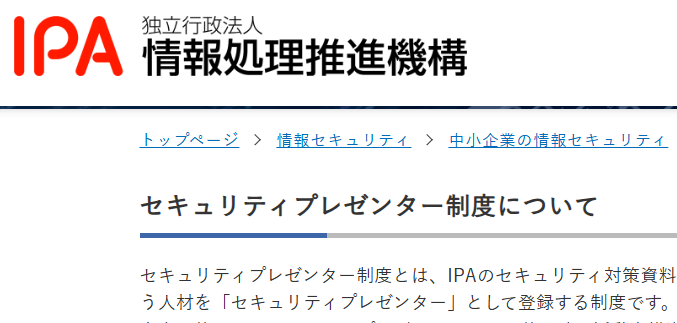 IPA
独立行政法人
情報処理推進機構
トップページ > 情報セキュリティ > 中小企業の情報セキュリティ
セキュリティプレゼンター制度について
セキュリティプレゼンター制度とは、IPAのセキュリティ対策資料
う人材を「セキュリティプレゼンター」として登録する制度です。